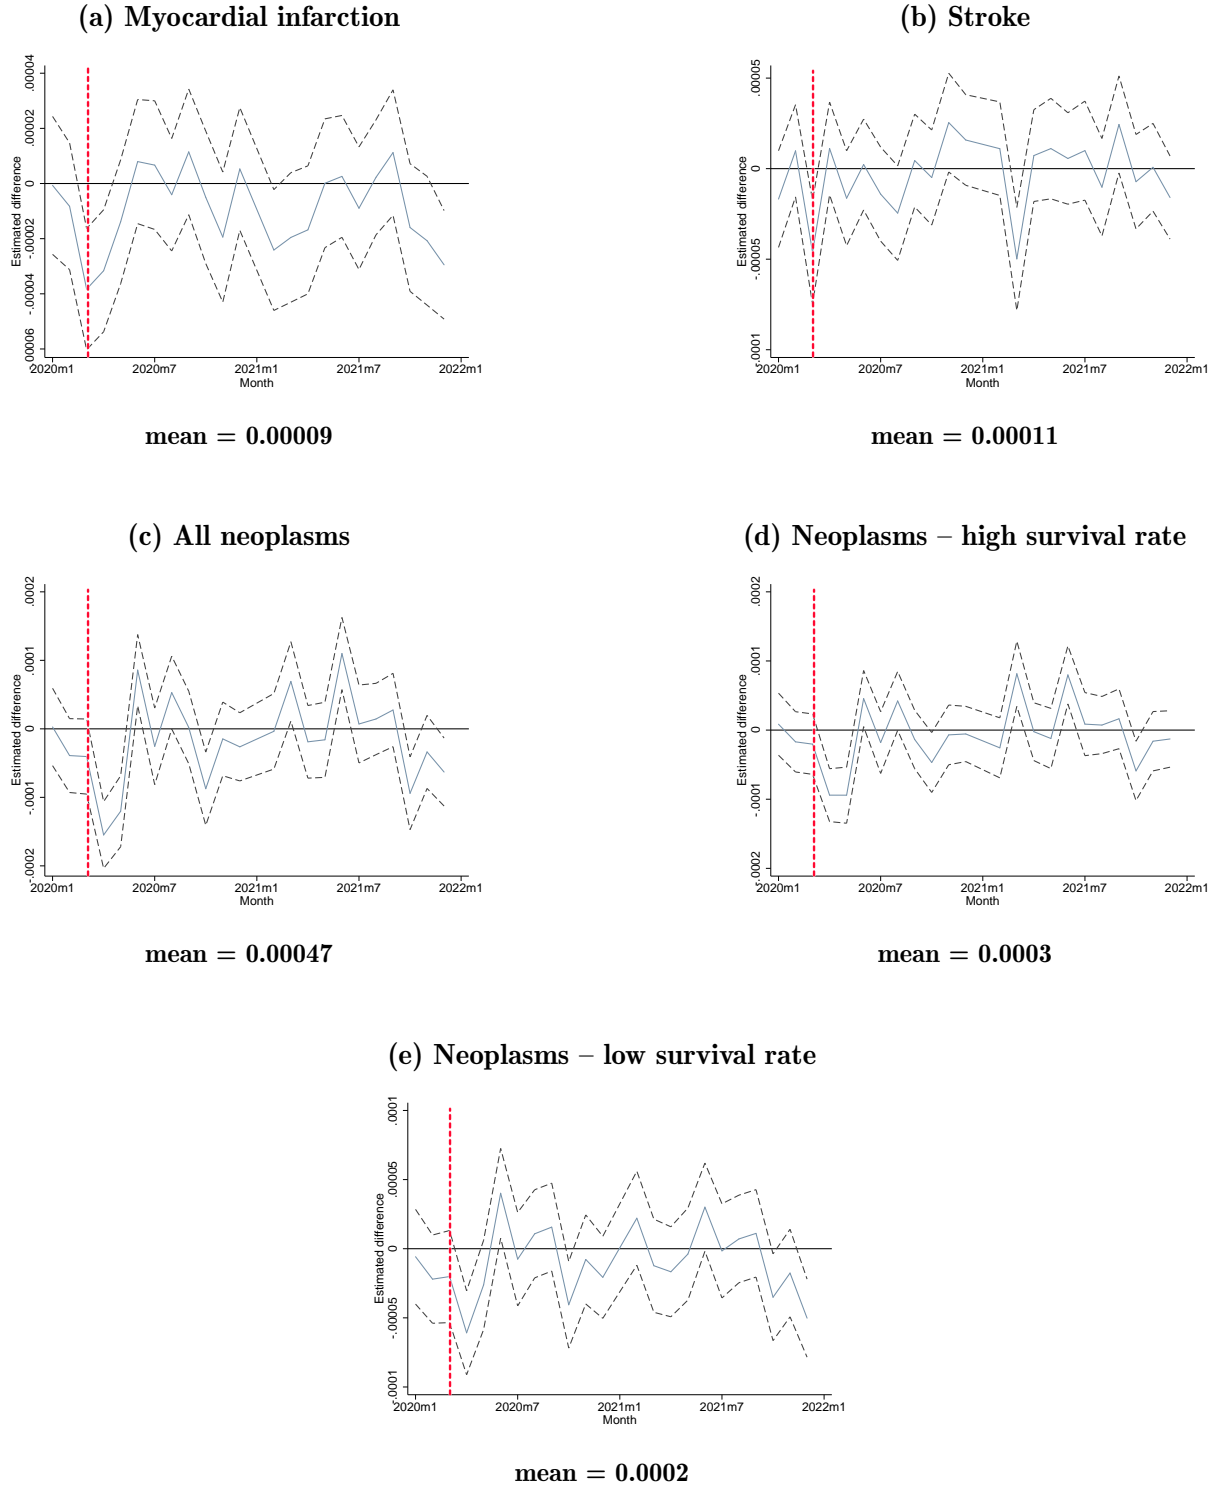 (a) Myocardial infarction
.00004
.00002
0
-.00002
-.00004
-.00006
Estimated difference
2020m1 2020m7 2021m1 2021m7 2022m1
Month
mean = 0.00009
(b) Stroke
.00005
0
-.00005
-.0001
Estimated difference
2020m1 2020m7 2021m1 2021m7 2022m1
Month
mean = 0.00011
(c) All neoplasms
.0002
.0001
0
-.0001
-.0002
Estimated difference
2020m1 2020m7 2021m1 2021m7 2022m1
Month
mean = 0.00047
(d) Neoplasms – high survival rate
.0002
.0001
0
-.0001
-.0002
Estimated difference
2020m1 2020m7 2021m1 2021m7 2022m1
Month
mean = 0.0003
(e) Neoplasms – low survival rate
.0001
.00005
0
-.00005
-.0001
Estimated difference
2020m1 2020m7 2021m1 2021m7 2022m1
Month
mean = 0.0002